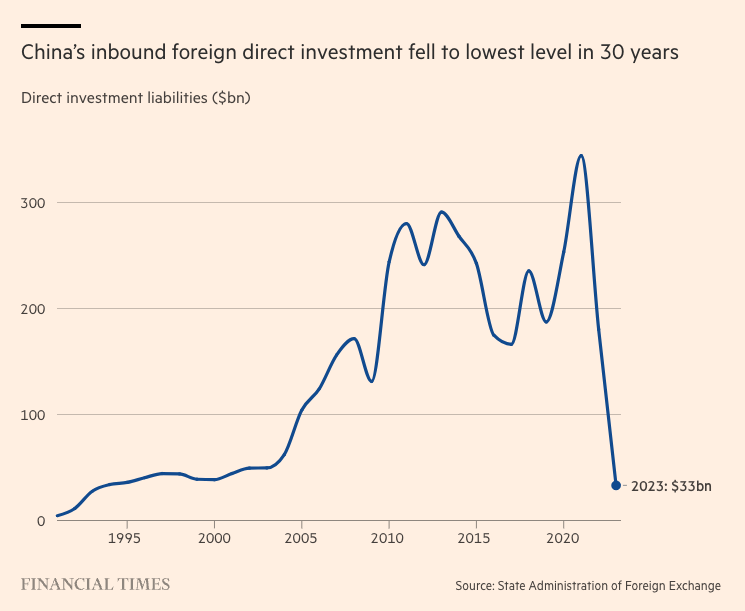 China’s inbound foreign direct investment fell to lowest level in 30 years
Direct investment liabilities ($bn)
300
200
100
0
2023: $33bn
1995 2000 2005 2010 2015 2020
FINANCIAL TIMES
Source: State Administration of Foreign Exchange